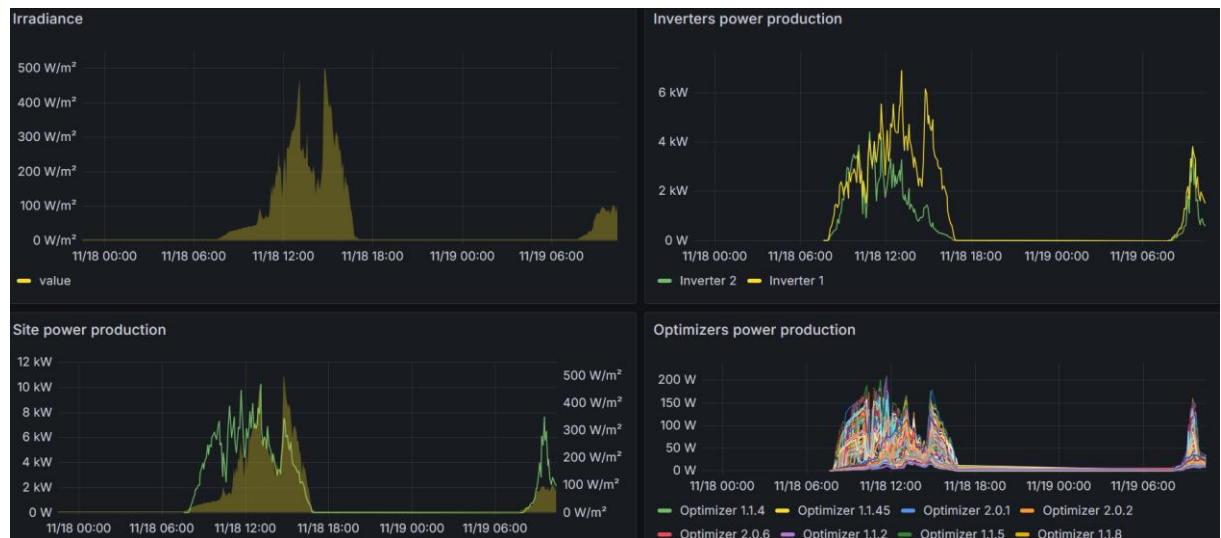 Irradiance
500 W/m²
400 W/m²
300 W/m²
200 W/m²
100 W/m²
0 W/m²
11/18 00:00 11/18 06:00 11/18 12:00 11/18 18:00 11/19 00:00 11/19 06:00
value
Inverters power production
6 kW
4 kW
2 kW
0 W
11/18 00:00 11/18 06:00 11/18 12:00 11/18 18:00 11/19 00:00 11/19 06:00
Inverter 2 Inverter 1
Site power production
12 kW
10 kW
8 kW
6 kW
4 kW
2 kW
0 W
500 W/m²
400 W/m²
300 W/m²
200 W/m²
100 W/m²
0 W/m²
11/18 00:00 11/18 06:00 11/18 12:00 11/18 18:00 11/19 00:00 11/19 06:00
Optimizers power production
200 W
150 W
100 W
50 W
0 W
11/18 00:00 11/18 06:00 11/18 12:00 11/18 18:00 11/19 00:00 11/19 06:00
Optimizer 1.1.4 Optimizer 1.1.45 Optimizer 2.0.1 Optimizer 2.0.2
Optimizer 2.0.6 Optimizer 1.1.2 Optimizer 1.1.5 Optimizer 1.1.8